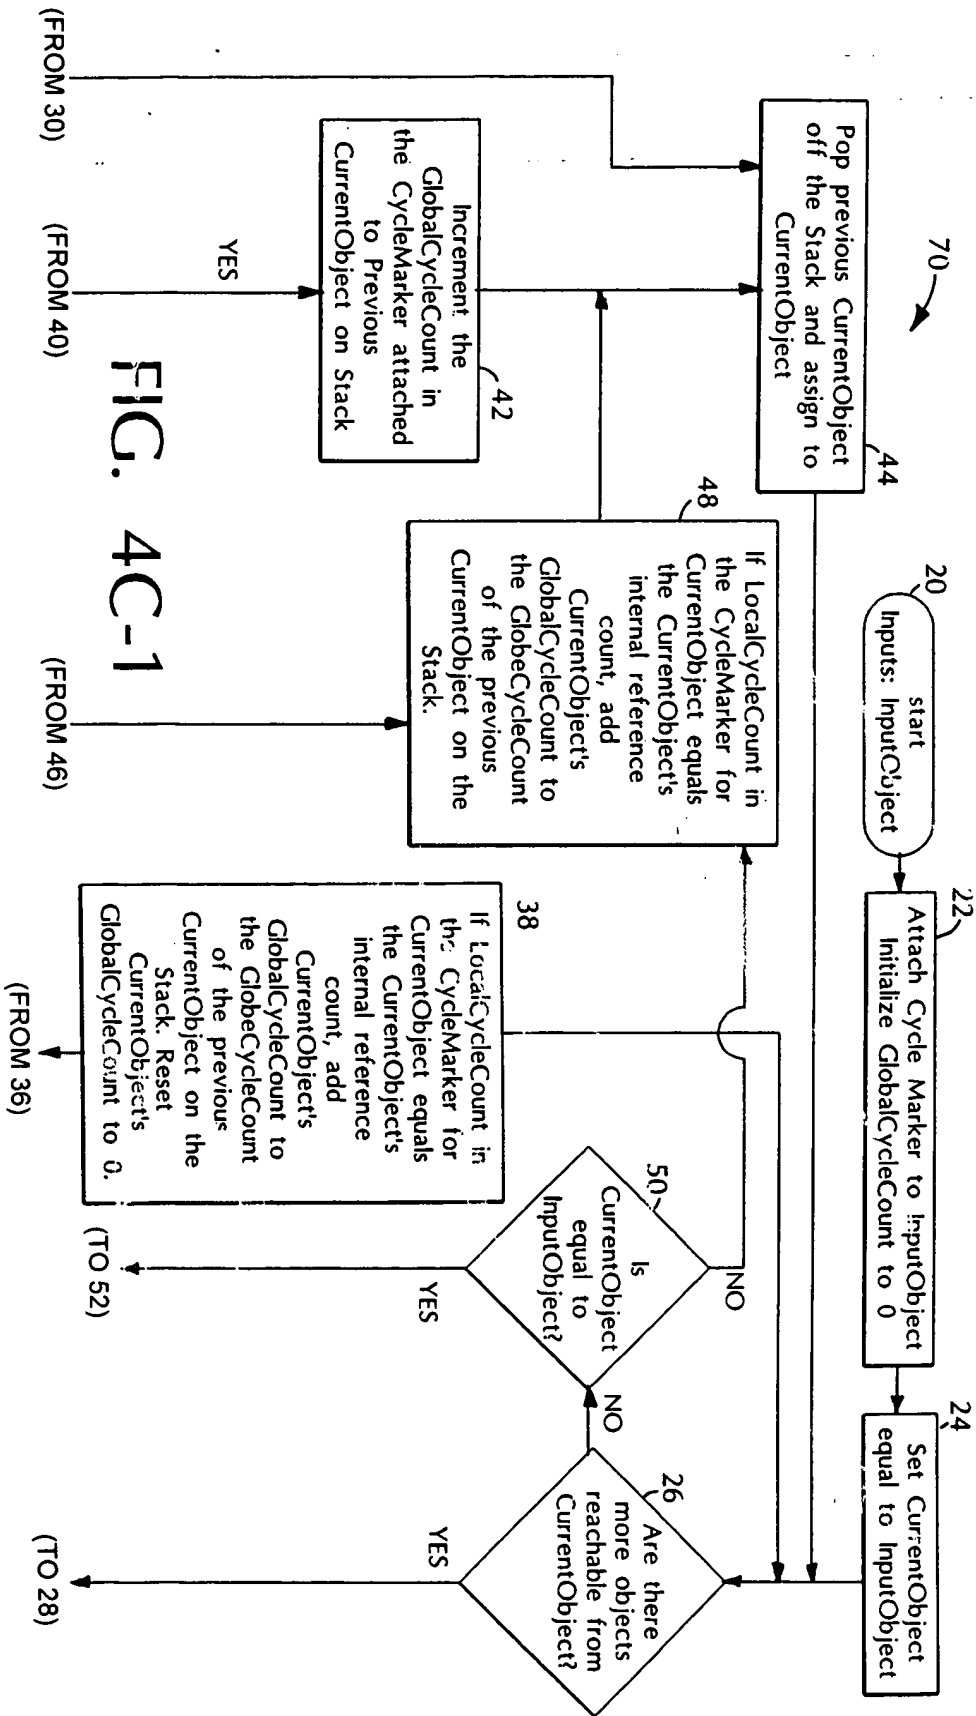 70
44
Pop previous CurrentObject
off the Stack and assign to
CurrentObject
20
start
Inputs: InputObject
22
Attach Cycle Marker to InputObject
Initialize GlobalCycleCount to 0
24
Set CurrentObject
equal to InputObject
42
Increment the
GlobalCycleCount in
the CycleMarker attached
to Previous
CurrentObject on Stack
48
If LocalCycleCount in
the CycleMarker for
CurrentObject equals
the CurrentObject's
internal reference
count, add
CurrentObject's
GlobalCycleCount to
the GlobeCycleCount
of the previous
CurrentObject on the
Stack.
38
If LocalCycleCount in
the CycleMarker for
CurrentObject equals
the CurrentObject's
internal reference
count, add
CurrentObject's
GlobalCycleCount to
the GlobeCycleCount
of the previous
CurrentObject on the
Stack. Reset
CurrentObject's
GlobalCycleCount to 0.
50
Is
CurrentObject
equal to
InputObject?
NO
YES
26
Are there
more objects
reachable from
CurrentObject?
NO
YES
YES
(FROM 30)
(FROM 40)
(FROM 46)
(FROM 36)
(TO 52)
(TO 28)
FIG. 4C-1